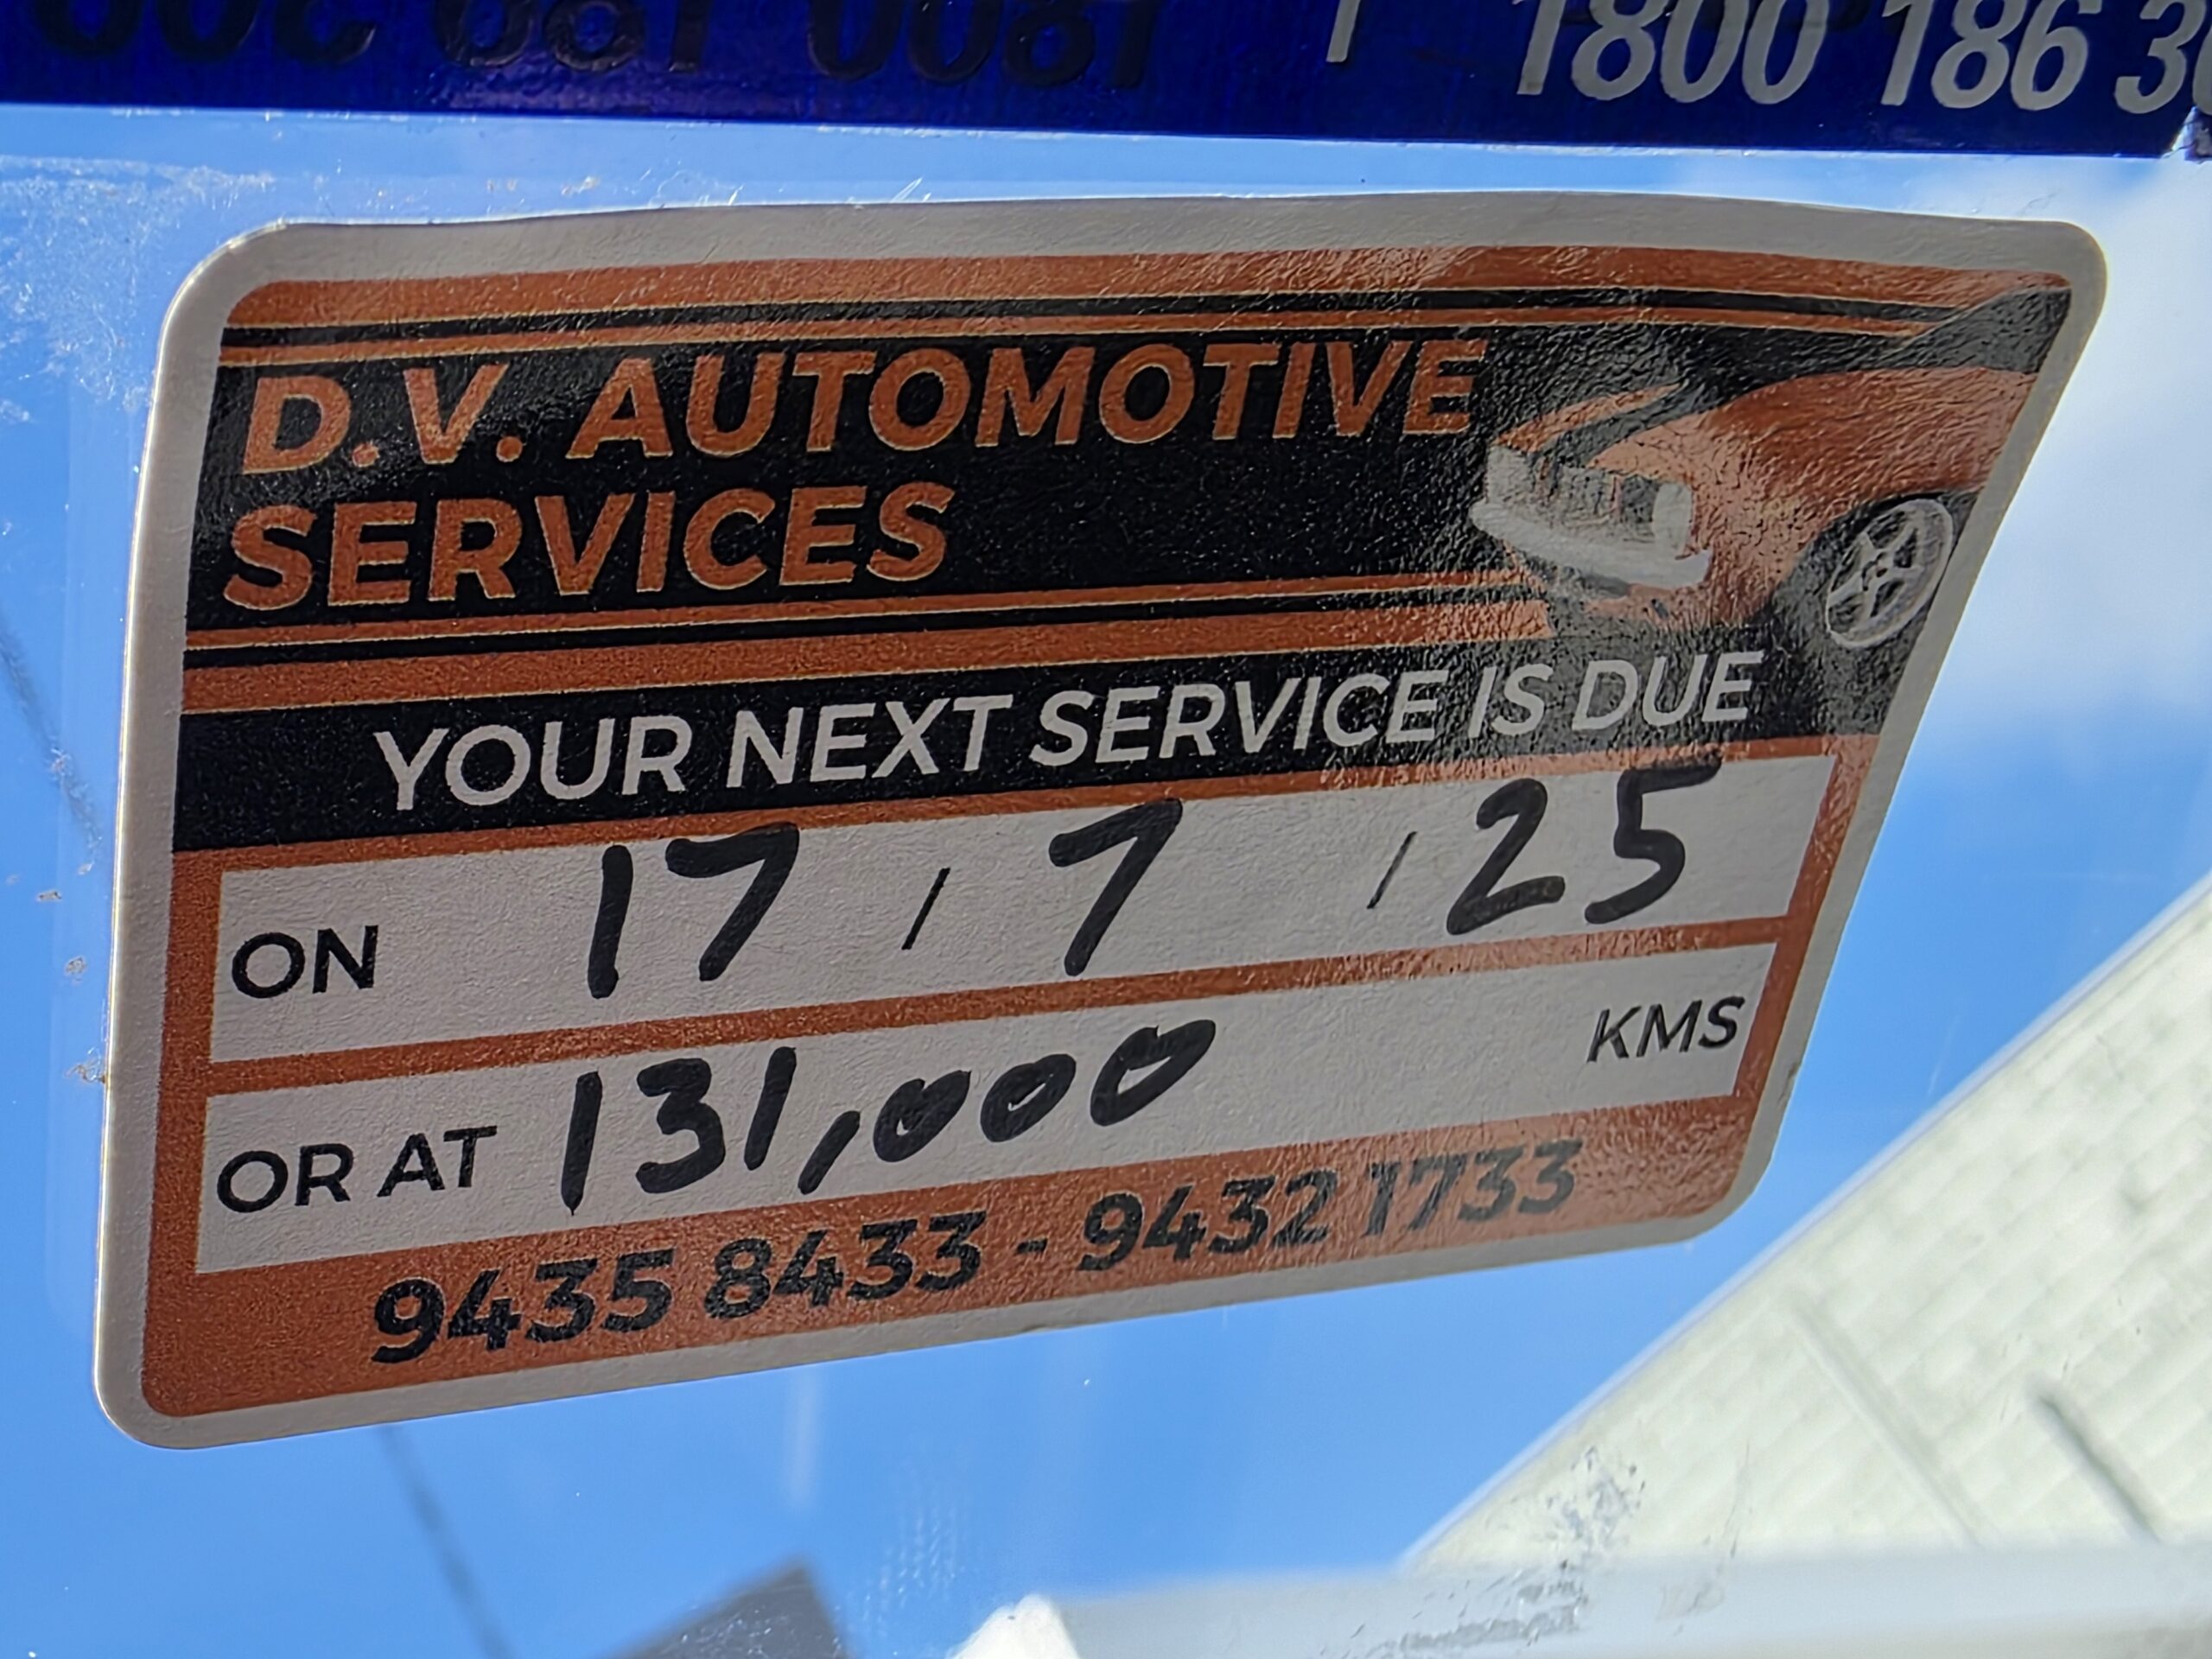 1800 186
D.V. AUTOMOTIVE
SERVICES
YOUR NEXT SERVICE IS DUE
ON 17 / 7 / 25
OR AT 131,000 KMS
9435 8433 - 9432 1733